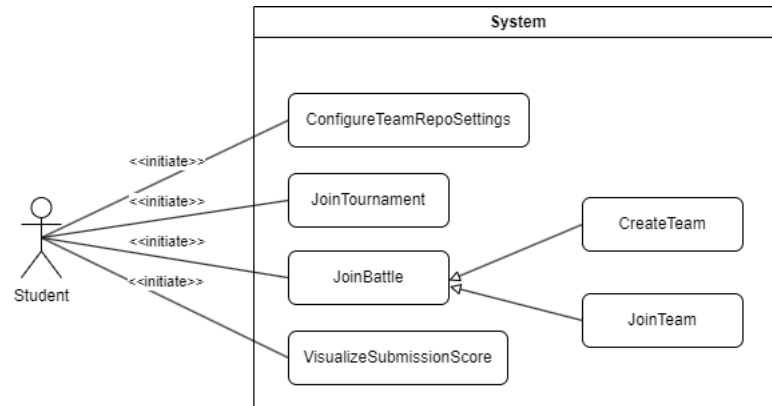 System
ConfigureTeamRepoSettings
<<initiate>>
JoinTournament
<<initiate>>
CreateTeam
<<initiate>>
JoinBattle
<<initiate>>
Student
JoinTeam
VisualizeSubmissionScore